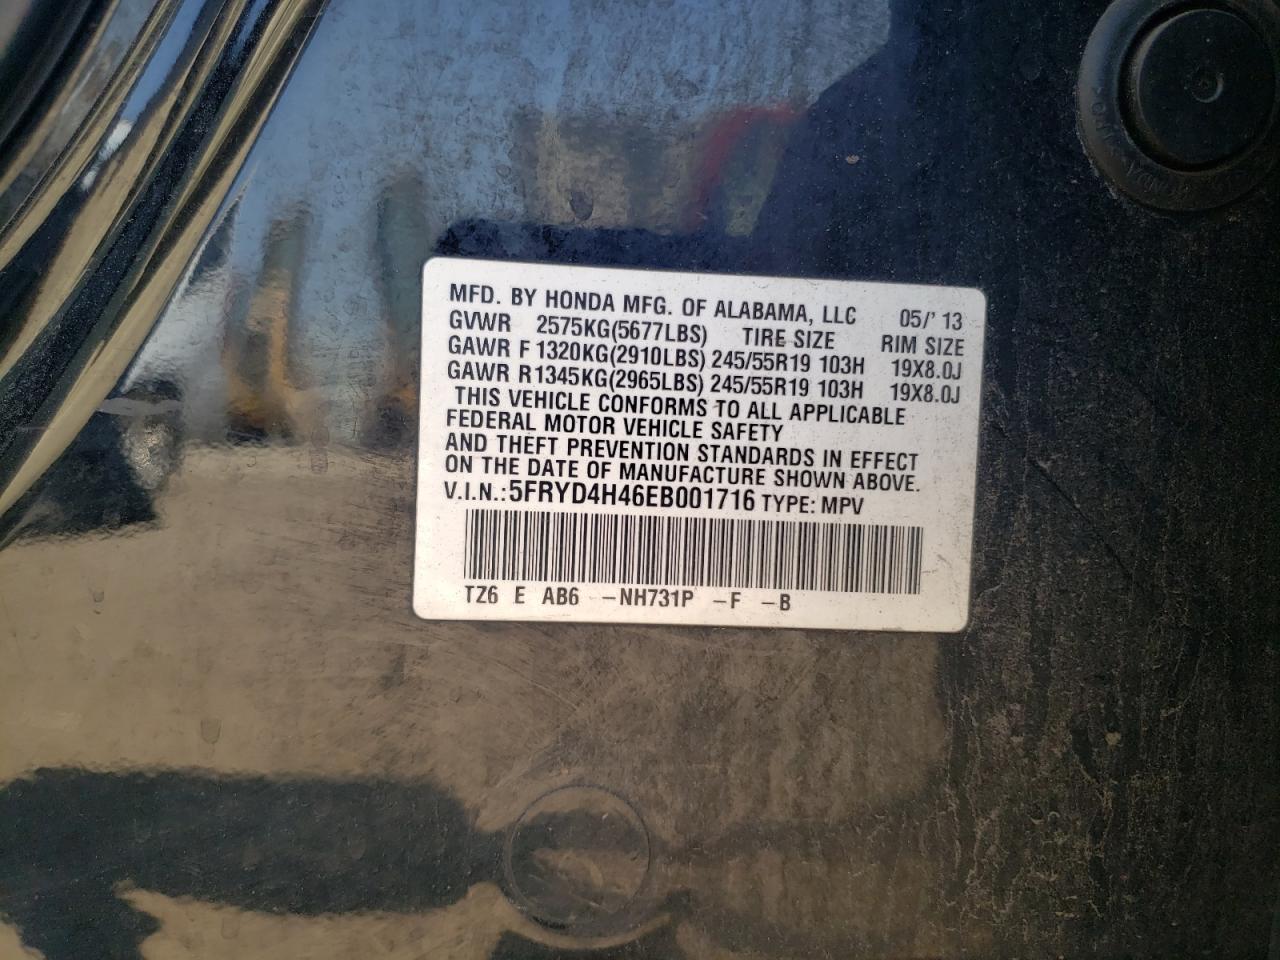 MFD. BY HONDA MFG. OF ALABAMA, LLC 05/'13
GVWR 2575KG(5677LBS) TIRE SIZE RIM SIZE
GAWR F 1320KG(2910LBS) 245/55R19 103H 19X8.0J
GAWR R1345KG(2965LBS) 245/55R19 103H 19X8.0J
THIS VEHICLE CONFORMS TO ALL APPLICABLE
FEDERAL MOTOR VEHICLE SAFETY
AND THEFT PREVENTION STANDARDS IN EFFECT
ON THE DATE OF MANUFACTURE SHOWN ABOVE.
V.I.N.:5FRYD4H46EB001716 TYPE: MPV
TZ6 E AB6 -NH731P -F -B